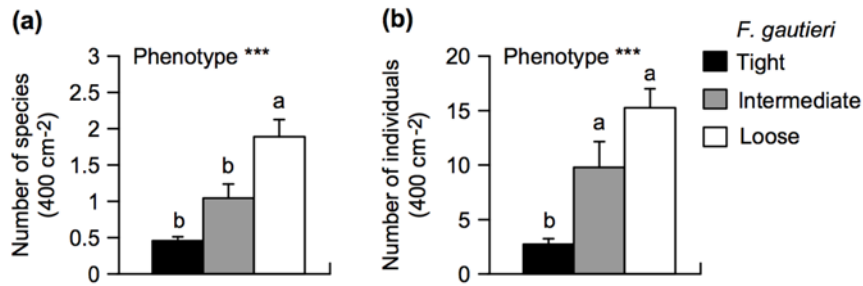 (a)
Phenotype ***
Number of species
(400 cm-2)
3
2.5
2
1.5
1
0.5
0
b
b
a
(b)
Phenotype ***
Number of individuals
(400 cm-2)
20
15
10
5
0
b
a
a
F. gautieri
Tight
Intermediate
Loose